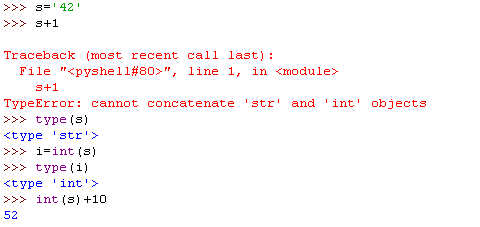 >>> s='42'
>>> s+1
Traceback (most recent call last):
  File "<pyshell#80>", line 1, in <module>
    s+1
TypeError: cannot concatenate 'str' and 'int' objects
>>> type(s)
<type 'str'>
>>> i=int(s)
>>> type(i)
<type 'int'>
>>> int(s)+10
52